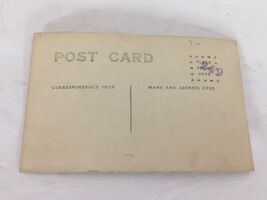 POST CARD
CORRESPONDENCE HERE
NAME AND ADDRESS HERE